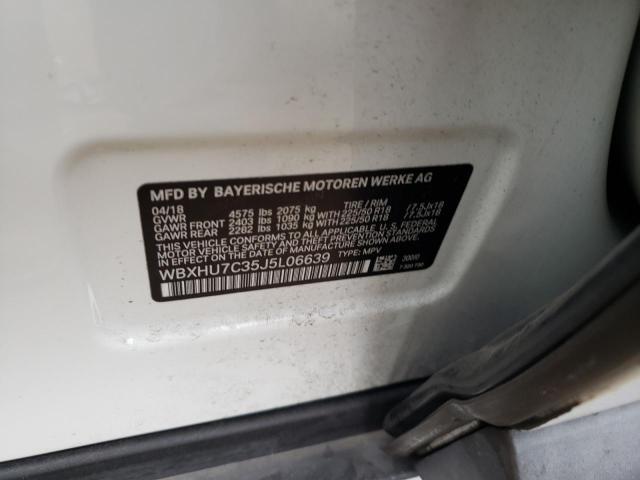 MFD BY BAYERISCHE MOTOREN WERKE AG
04/18 TIRE / RIM
GVWR 4575 lbs 2075 kg
GAWR FRONT 2403 lbs 1090 kg WITH 225/50 R18 /7.5JX18
GAWR REAR 2282 lbs 1035 kg WITH 225/50 R18 /7.5JX18
THIS VEHICLE CONFORMS TO ALL APPLICABLE U.S. FEDERAL
MOTOR VEHICLE SAFETY, BUMPER, AND THEFT PREVENTION
STANDARDS IN EFFECT ON THE DATE OF MANUFACTURE SHOWN ABOVE.
WBXHU7C35J5L06639 TYPE: MPV
300/0